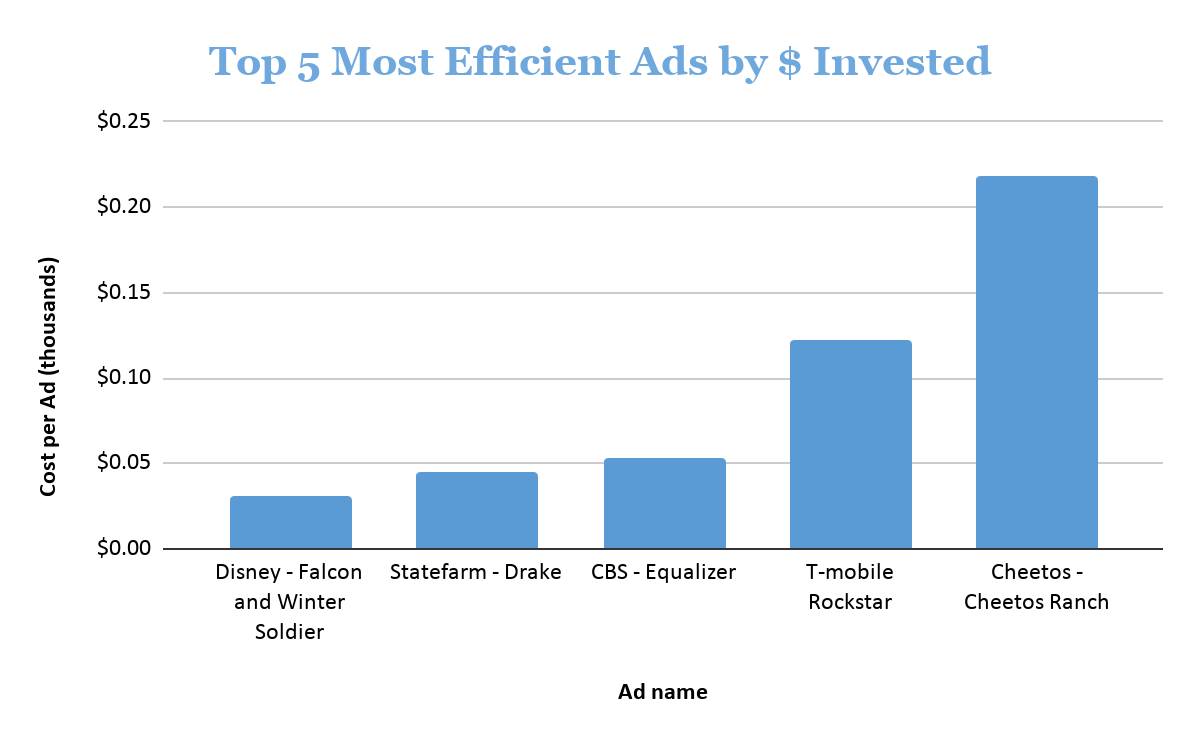 Top 5 Most Efficient Ads by $ Invested
$0.25
$0.20
$0.15
$0.10
$0.05
$0.00
Cost per Ad (thousands)
Disney - Falcon
and Winter
Soldier
Statefarm - Drake
CBS - Equalizer
T-mobile
Rockstar
Cheetos -
Cheetos Ranch
Ad name